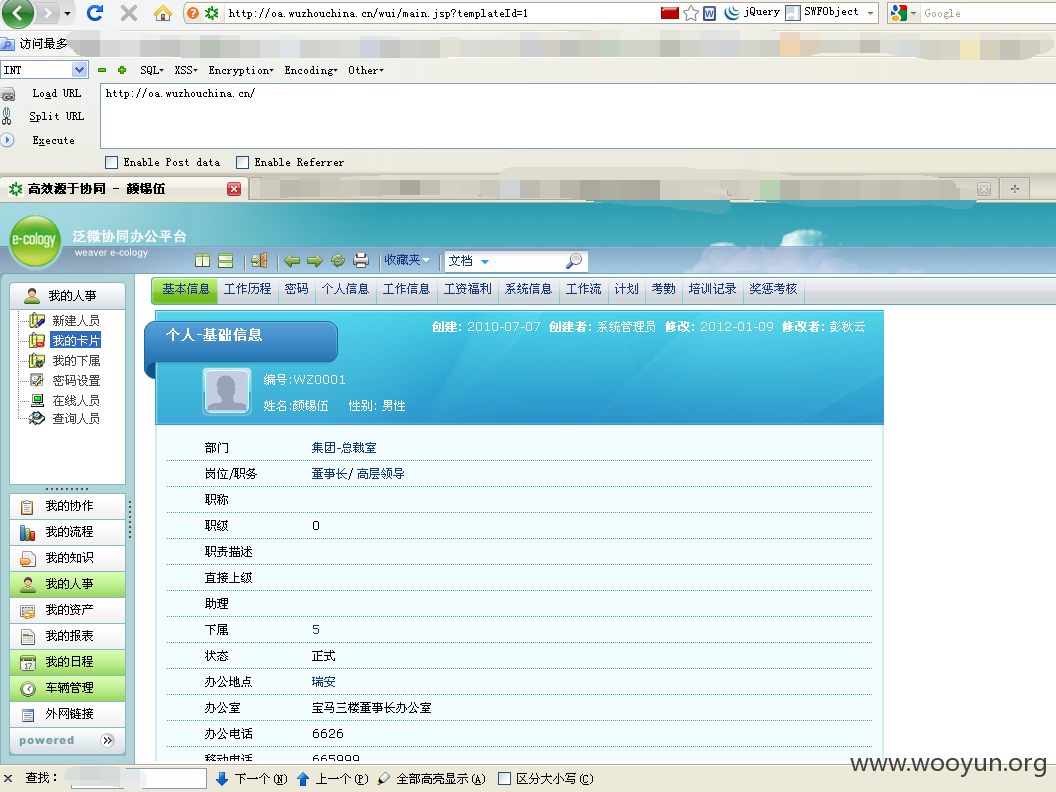 http://oa.wuzhouchina.cn/wui/main.jsp?templateId=1 jQuery SWFObject Google
访问最多
INT SQL▾ XSS▾ Encryption▾ Encoding▾ Other▾
Load URL http://oa.wuzhouchina.cn/
Split URL
Execute
Enable Post data Enable Referrer
高效源于协同 - 颜锡伍
e-cology 泛微协同办公平台
weaver e-cology
收藏夹 文档
我的人事
新建人员
我的卡片
我的下属
密码设置
在线人员
查询人员
我的协作
我的流程
我的知识
我的人事
我的资产
我的报表
17 我的日程
车辆管理
外网链接
powered
基本信息 工作历程 密码 个人信息 工作信息 工资福利 系统信息 工作流 计划 考勤 培训记录 奖惩考核
创建: 2010-07-07 创建者: 系统管理员 修改: 2012-01-09 修改者: 彭秋云
个人-基础信息
编号:WZ0001
姓名:颜锡伍 性别: 男性
部门 集团-总裁室
岗位/职务 董事长/ 高层领导
职称
职级 0
职责描述
直接上级
助理
下属 5
状态 正式
办公地点 瑞安
办公室 宝马三楼董事长办公室
办公电话 6626
移动电话 665999
查找: 下一个(N) 上一个(P) 全部高亮显示(A) 区分大小写(C)
www.wooyun.org